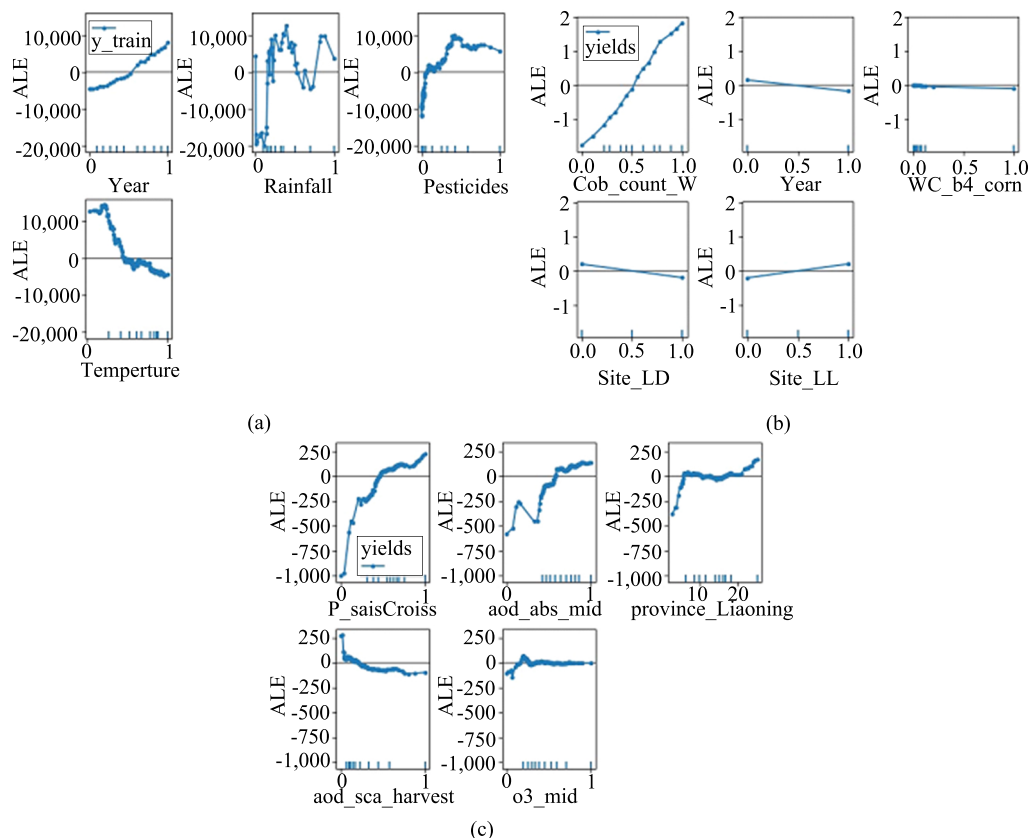 10,000
0
-10,000
-20,000
ALE
y_train
0 1
Year
10,000
0
-10,000
-20,000
ALE
0 1
Rainfall
10,000
0
-10,000
-20,000
ALE
0 1
Pesticides
10,000
0
-10,000
-20,000
ALE
0 1
Temperture
(a)
2
1
0
-1
ALE
yields
0.0 0.5 1.0
Cob_count_W
2
1
0
-1
ALE
0.0 0.5 1.0
Year
2
1
0
-1
ALE
0.0 0.5 1.0
WC_b4_corn
2
1
0
-1
ALE
0.0 0.5 1.0
Site_LD
2
1
0
-1
ALE
0.0 0.5 1.0
Site_LL
(b)
250
0
-250
-500
-750
-1,000
ALE
yields
0 1
P_saisCroiss
250
0
-250
-500
-750
-1,000
ALE
0 1
aod_abs_mid
250
0
-250
-500
-750
-1,000
ALE
10 20
province_Liaoning
250
0
-250
-500
-750
-1,000
ALE
0 1
aod_sca_harvest
250
0
-250
-500
-750
-1,000
ALE
0 1
o3_mid
(c)